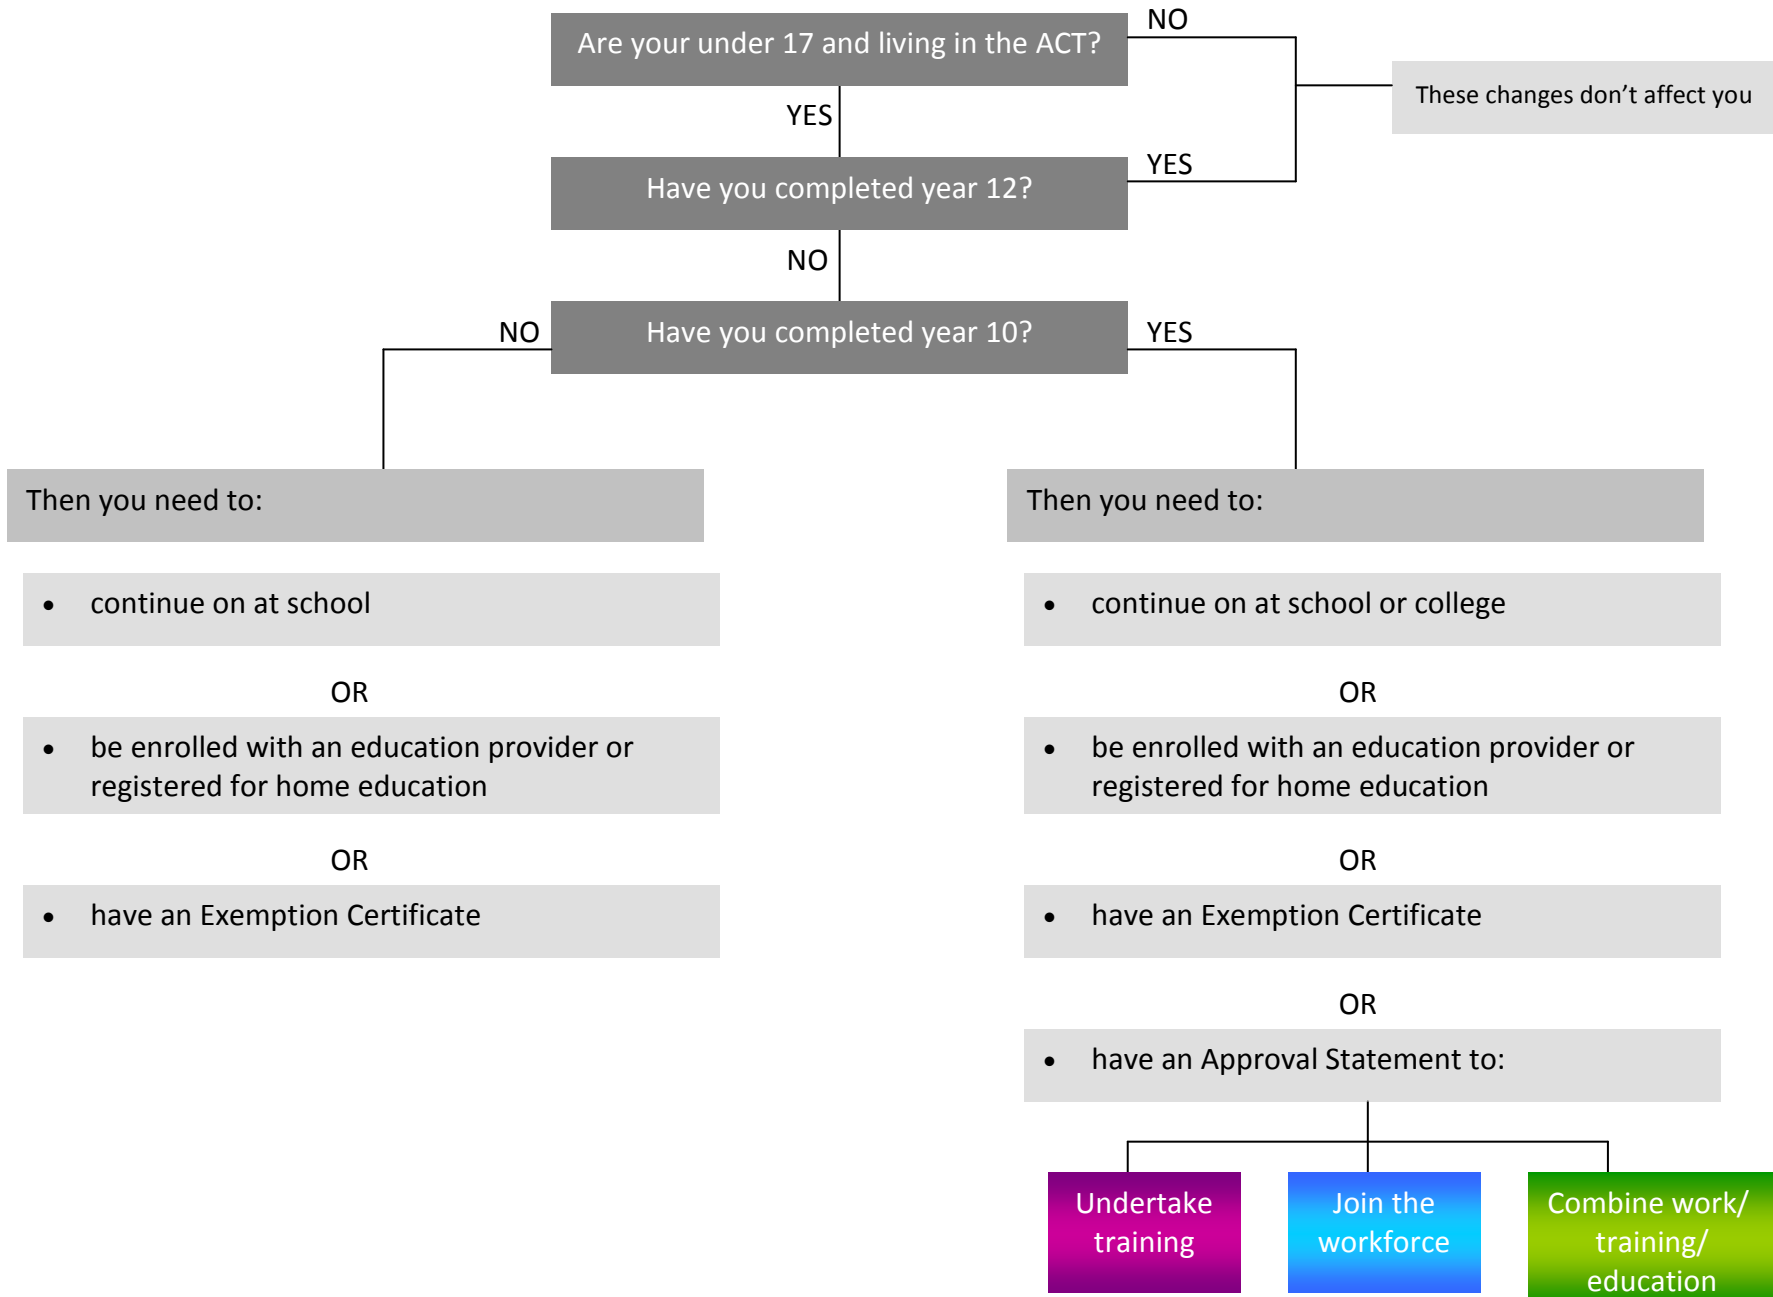 Are your under 17 and living in the ACT?
NO
These changes don’t affect you
YES
Have you completed year 12?
YES
NO
NO
Have you completed year 10?
YES
Then you need to:
• continue on at school
OR
• be enrolled with an education provider or
registered for home education
OR
• have an Exemption Certificate
Then you need to:
• continue on at school or college
OR
• be enrolled with an education provider or
registered for home education
OR
• have an Exemption Certificate
OR
• have an Approval Statement to:
Undertake
training
Join the
workforce
Combine work/
training/
education